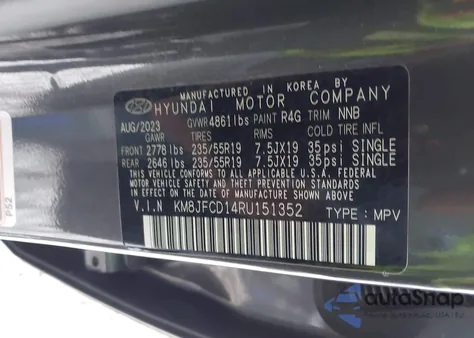 MANUFACTURED IN KOREA BY
HYUNDAI MOTOR COMPANY
AUG/2023 GVWR 4861lbs PAINT R4G TRIM NNB
GAWR TIRES RIMS COLD TIRE INFL
FRONT 2778 lbs 235/55R19 7.5JX19 35psi SINGLE
REAR 2646 lbs 235/55R19 7.5JX19 35psi SINGLE
THIS VEHICLE CONFORMS TO ALL APPLICABLE U.S.A. FEDERAL
MOTOR VEHICLE SAFETY AND THEFT PREVENTION STANDARDS
IN EFFECT ON THE DATE OF MANUFACTURE SHOWN ABOVE.
V.I.N KM8JFCD14RU151352 TYPE : MPV
P52
autoshop